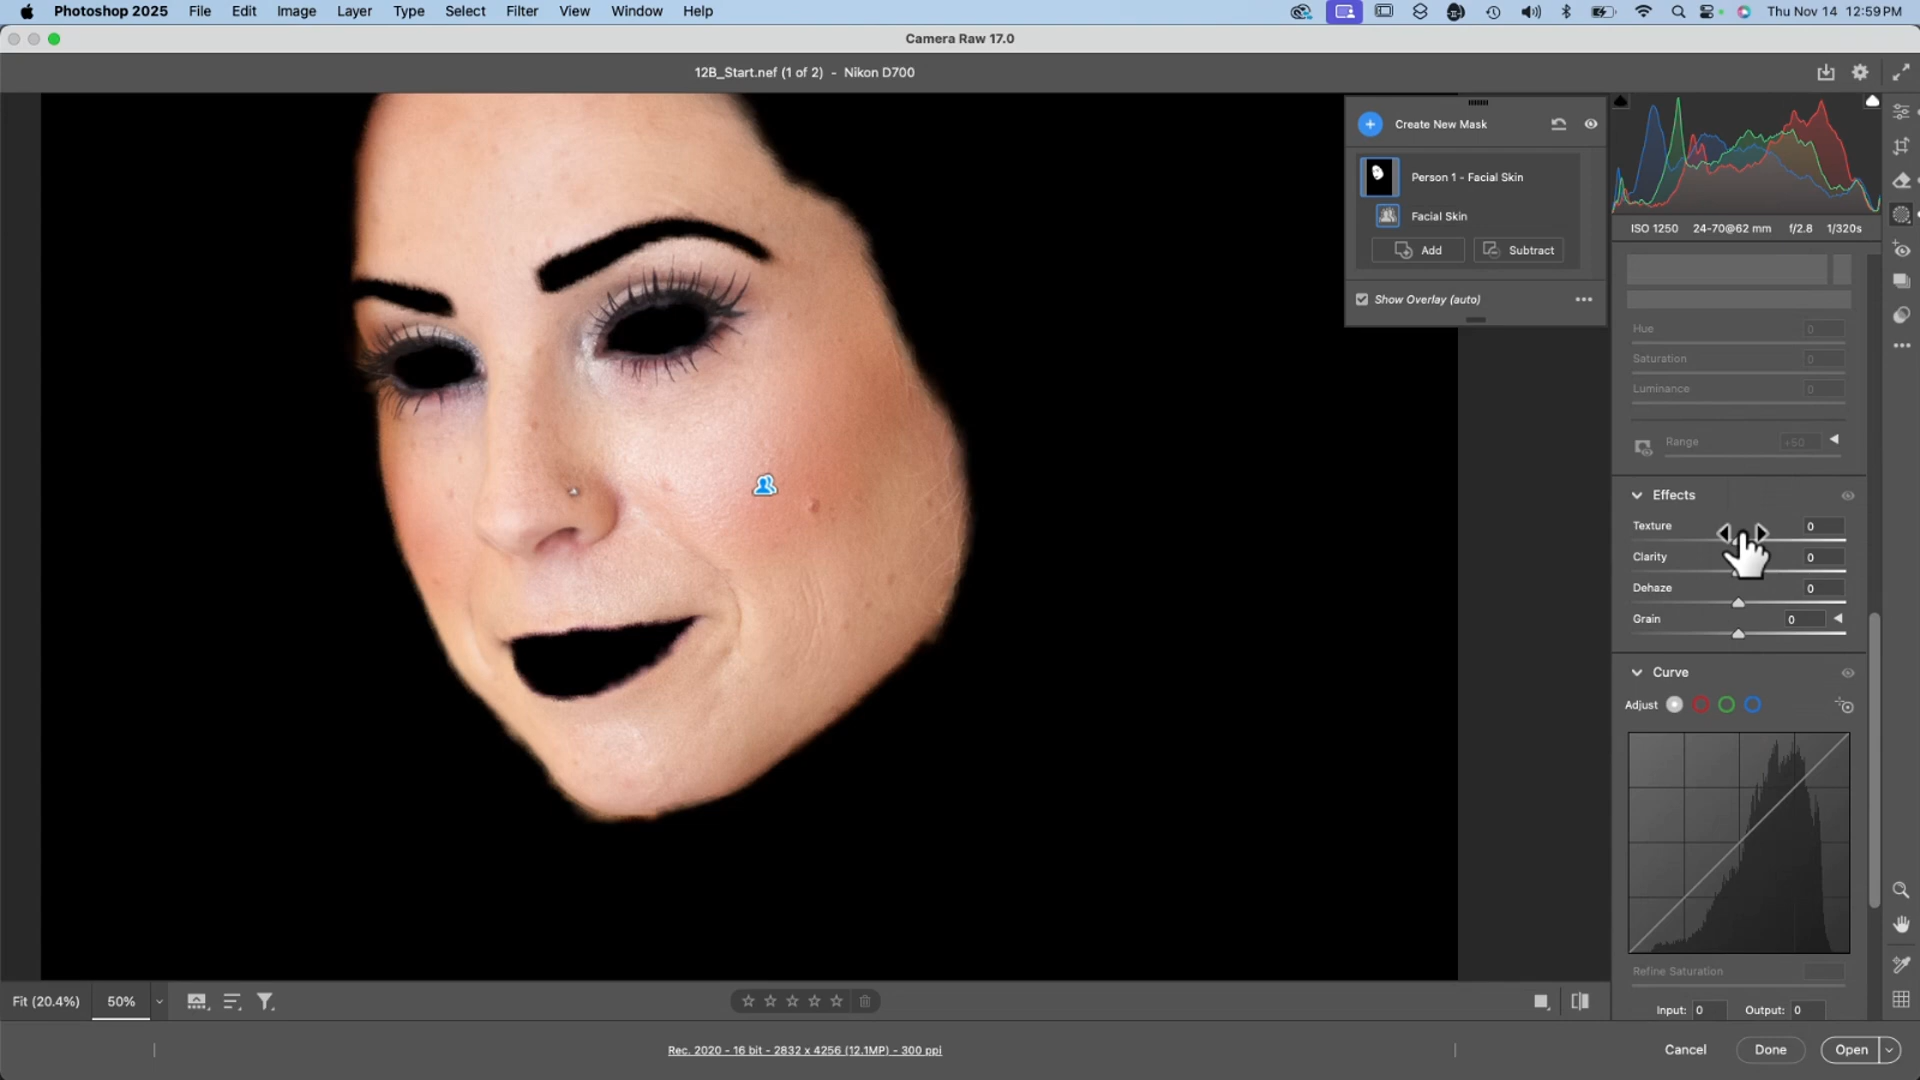 Photoshop 2025 File Edit Image Layer Type Select Filter View Window Help Thu Nov 14 12:59 PM
Camera Raw 17.0
12B_Start.nef (1 of 2) - Nikon D700
Create New Mask
Person 1 - Facial Skin
Facial Skin
Add Subtract
Show Overlay (auto)
ISO 1250 24-70@62 mm f/2.8 1/320s
Hue 0
Saturation 0
Luminance 0
Range +50
Effects
Texture 0
Clarity 0
Dehaze 0
Grain 0
Curve
Adjust
Refine Saturation
Input: 0 Output: 0
Fit (20.4%) 50%
Rec. 2020 - 16 bit - 2832 x 4256 (12.1MP) - 300 ppi
Cancel Done Open